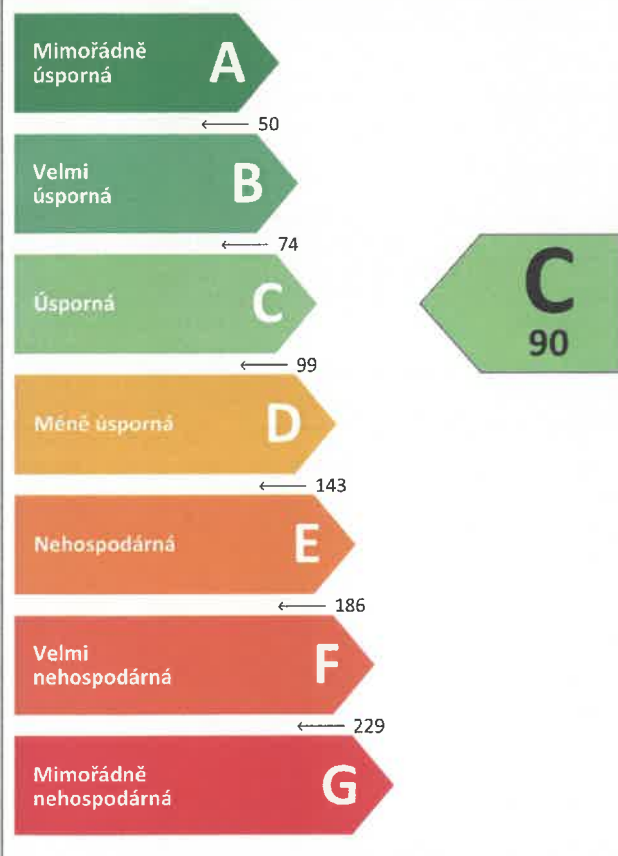 Mimořádně
úsporná
A
50
Velmi
úsporná
B
74
Úsporná
C
99
C
90
Méně úsporná
D
143
Nehospodárná
E
186
Velmi
nehospodárná
F
229
Mimořádně
nehospodárná
G